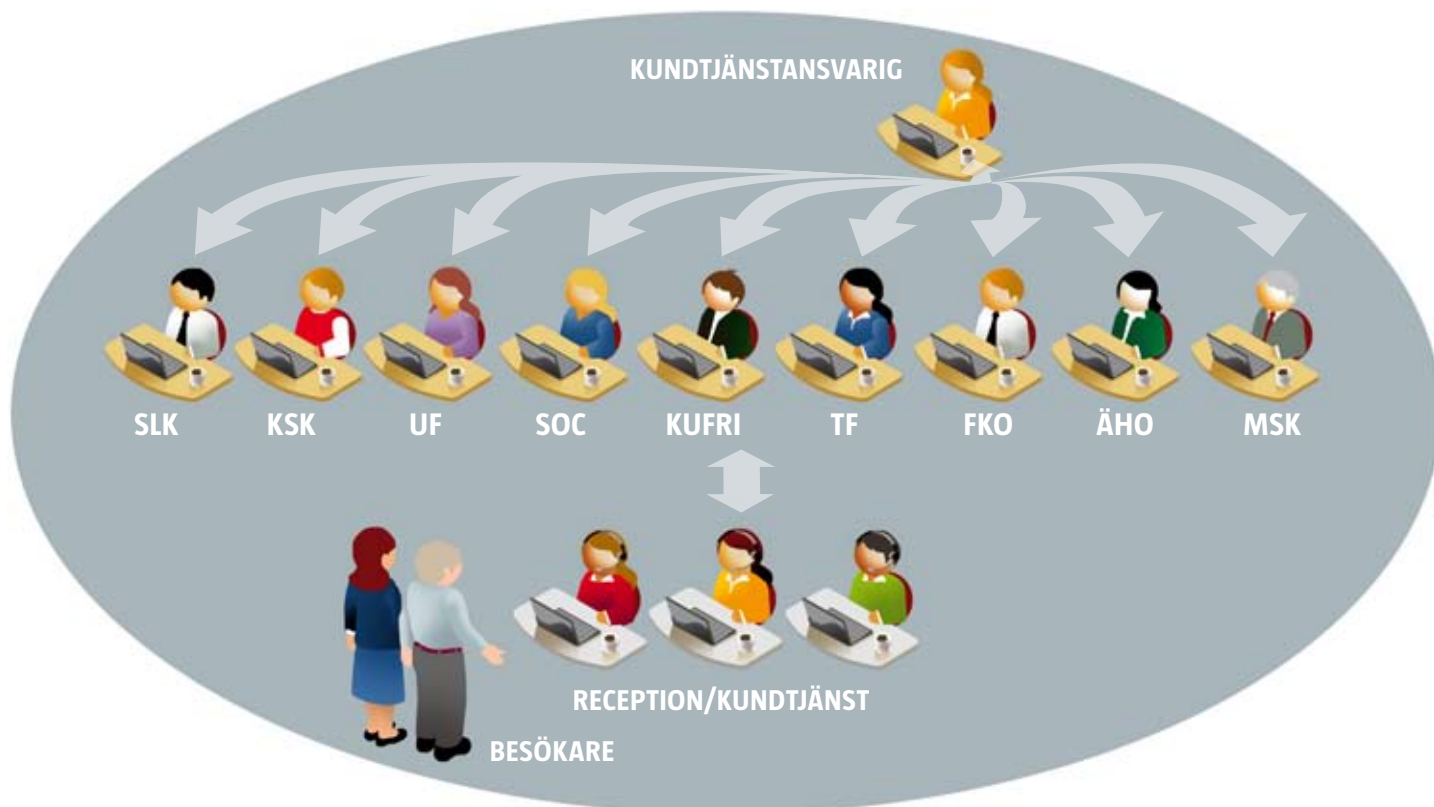 KUNDTJÄNSTANSVARIG
SLK KSK UF SOC KUFRI TF FKO ÄHO MSK
RECEPTION/KUNDTJÄNST
BESÖKARE